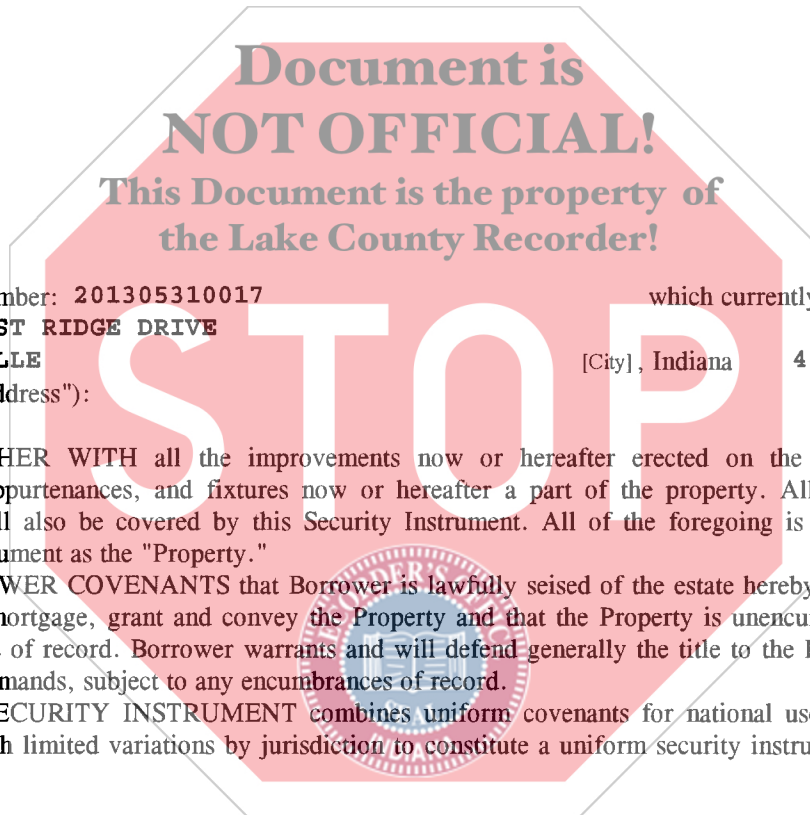 Document is
NOT OFFICIAL!
This Document is the property of
the Lake County Recorder!
mber: 201305310017 which currently
ST RIDGE DRIVE
LLE [City] , Indiana 4
ddress"):
STOP
HER WITH all the improvements now or hereafter erected on the
ppurtenances, and fixtures now or hereafter a part of the property. All
ll also be covered by this Security Instrument. All of the foregoing is
ument as the "Property."
WER COVENANTS that Borrower is lawfully seised of the estate hereby
mortgage, grant and convey the Property and that the Property is unencu
of record. Borrower warrants and will defend generally the title to the
mands, subject to any encumbrances of record.
ECURITY INSTRUMENT combines uniform covenants for national use
h limited variations by jurisdiction to constitute a uniform security instru
SEAL
INDIANA